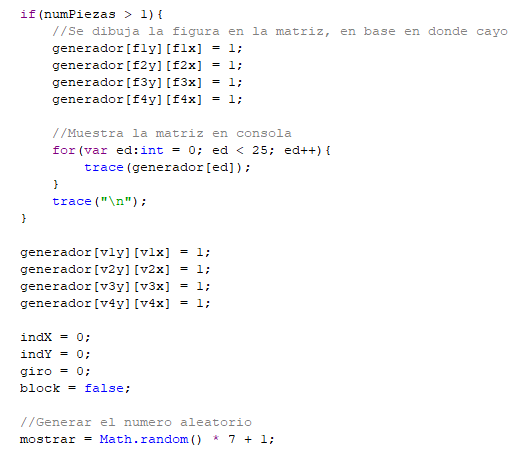 if(numPiezas > 1){
    //Se dibuja la figura en la matriz, en base en donde cayo
    generador[f1y][f1x] = 1;
    generador[f2y][f2x] = 1;
    generador[f3y][f3x] = 1;
    generador[f4y][f4x] = 1;

    //Muestra la matriz en consola
    for(var ed:int = 0; ed < 25; ed++){
        trace(generador[ed]);
    }
    trace("\n");
}

generador[v1y][v1x] = 1;
generador[v2y][v2x] = 1;
generador[v3y][v3x] = 1;
generador[v4y][v4x] = 1;

indX = 0;
indY = 0;
giro = 0;
block = false;

//Generar el numero aleatorio
mostrar = Math.random() * 7 + 1;